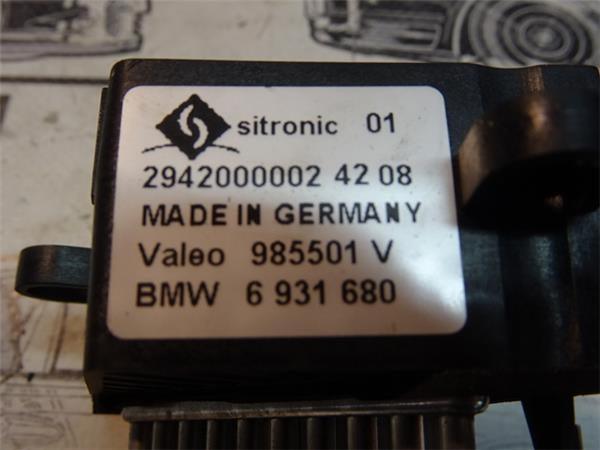 sitronic 01
2942000002 42 08
MADE IN GERMANY
Valeo 985501 V
BMW 6 931 680